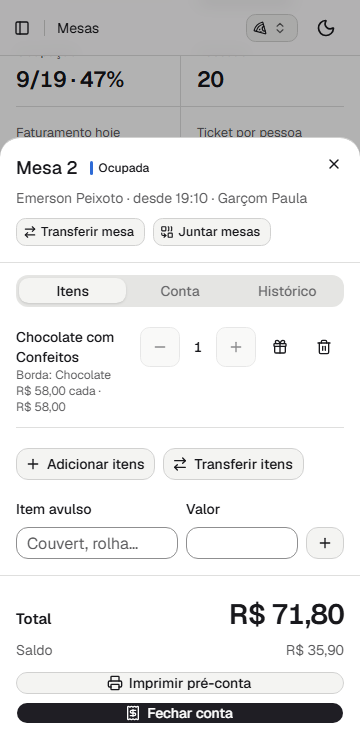 Mesas
9/19 · 47%
20
Faturamento hoje
Ticket por pessoa
Mesa 2
Ocupada
Emerson Peixoto · desde 19:10 · Garçom Paula
Transferir mesa
Juntar mesas
Itens
Conta
Histórico
Chocolate com
Confeitos
Borda: Chocolate
R$ 58,00 cada ·
R$ 58,00
1
Adicionar itens
Transferir itens
Item avulso
Valor
Couvert, rolha...
Total
R$ 71,80
Saldo
R$ 35,90
Imprimir pré-conta
Fechar conta